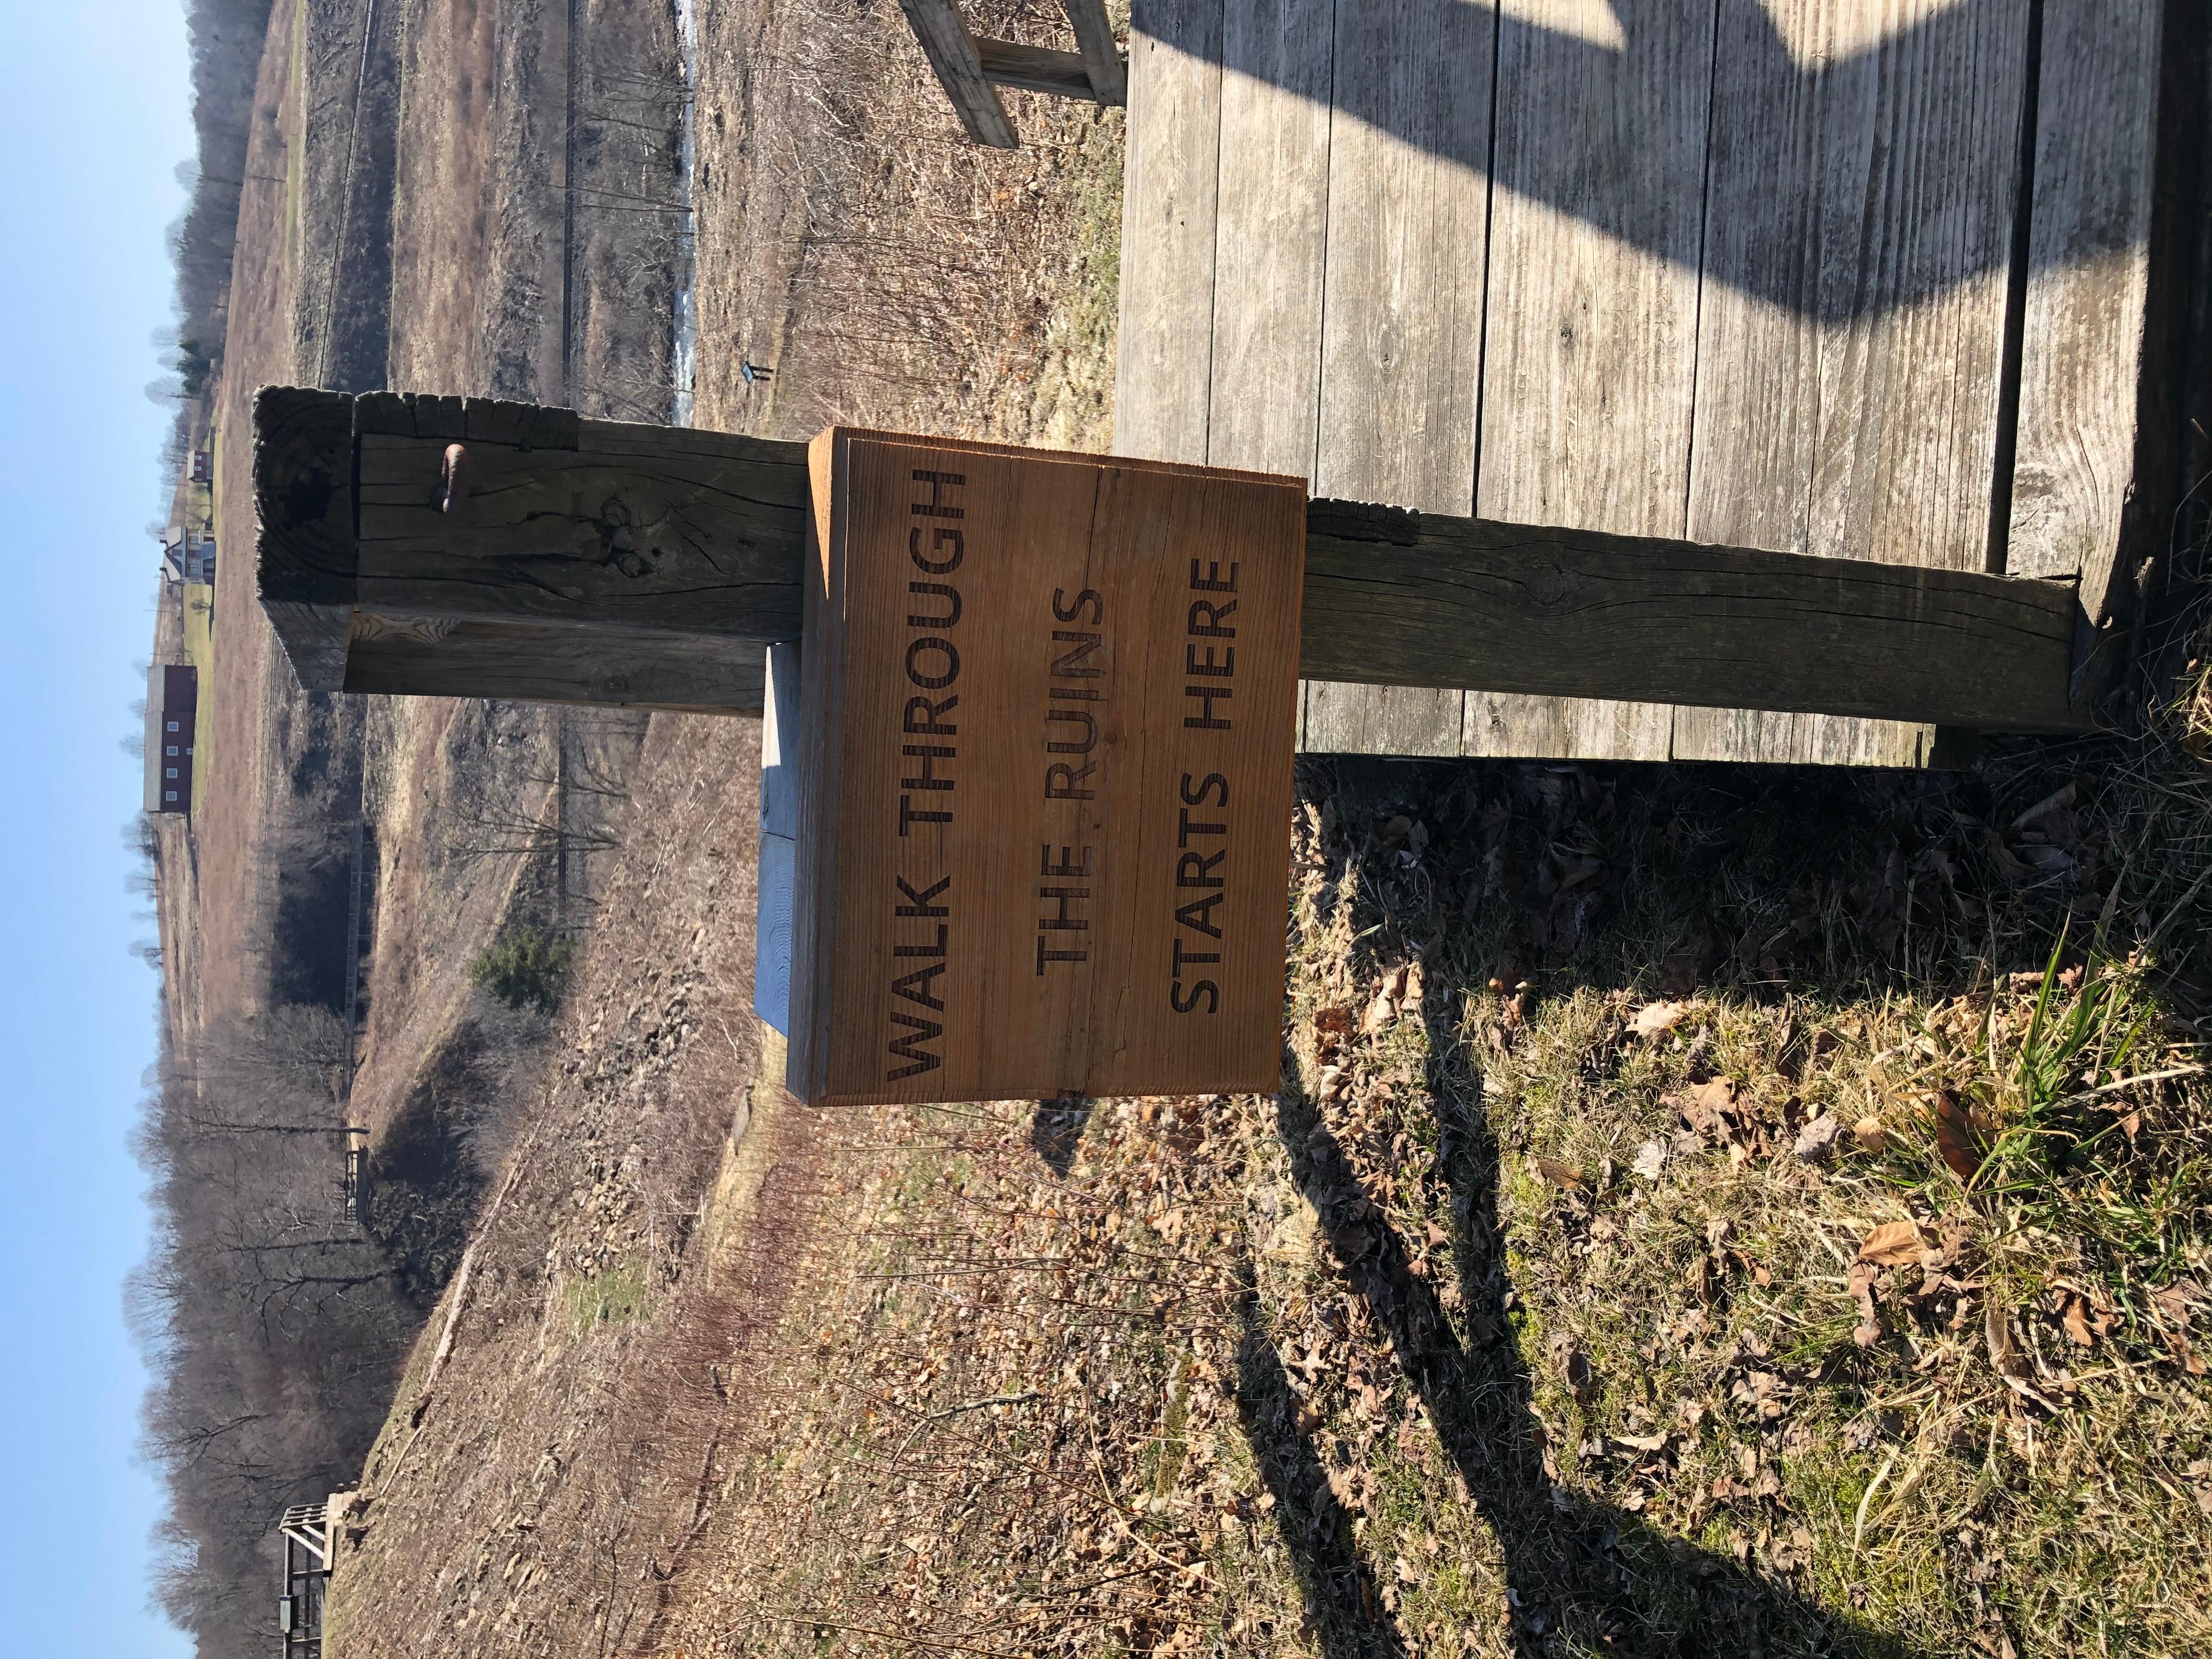 WALK THROUGH
THE RUINS
STARTS HERE